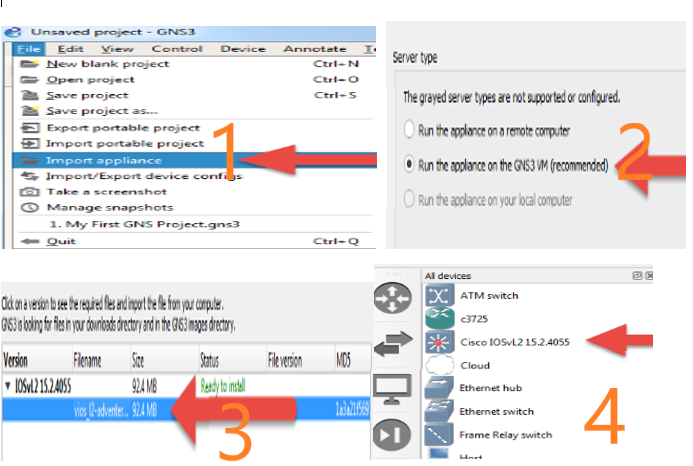 Unsaved project - GNS3
File Edit View Control Device Annotate
New blank project Ctrl+N
Open project Ctrl+O
Save project Ctrl+S
Save project as...
Export portable project
Import portable project
Import appliance
Import/Export device configs
Take a screenshot
Manage snapshots
1. My First GNS Project.gns3
Quit Ctrl+Q
1
Server type
The grayed server types are not supported or configured.
Run the appliance on a remote computer
Run the appliance on the GNS3 VM (recommended)
Run the appliance on your local computer
2
Click on a version to see the required files and import the file from your computer.
GNS3 is looking for files in your downloads directory and in the GNS3 images directory.
Version Filename Size Status File version MD5
IOSvL2 15.2.4055 92.4 MB Ready to install
vios_l2-adventer... 92.4 MB 1a3a21f569
3
All devices
ATM switch
c3725
Cisco IOSvL2 15.2.4055
Cloud
Ethernet hub
Ethernet switch
Frame Relay switch
Host
4